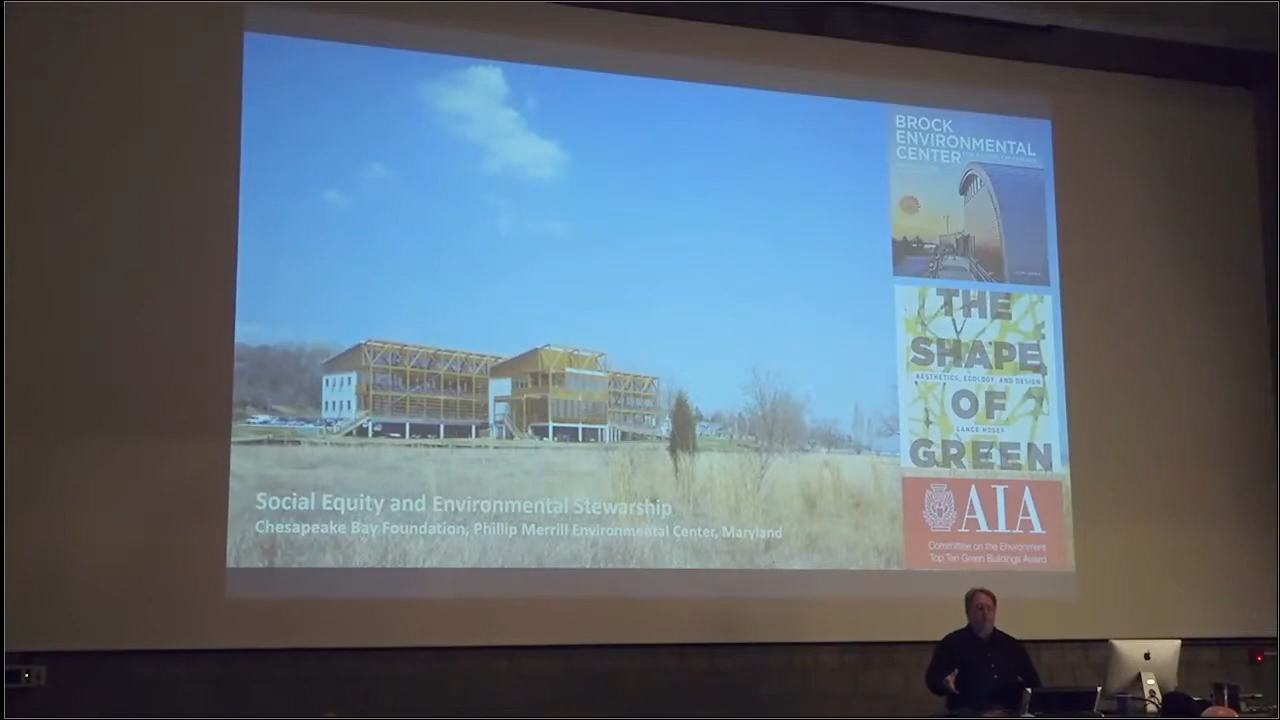 BROCK
ENVIRONMENTAL
CENTER
THE
SHAPE
AESTHETICS, ECOLOGY, AND DESIGN
OF
LANCE HOSEY
GREEN
Social Equity and Environmental Stewarship
Chesapeake Bay Foundation, Phillip Merrill Environmental Center, Maryland
AIA
Committee on the Environment
Top Ten Green Buildings Award